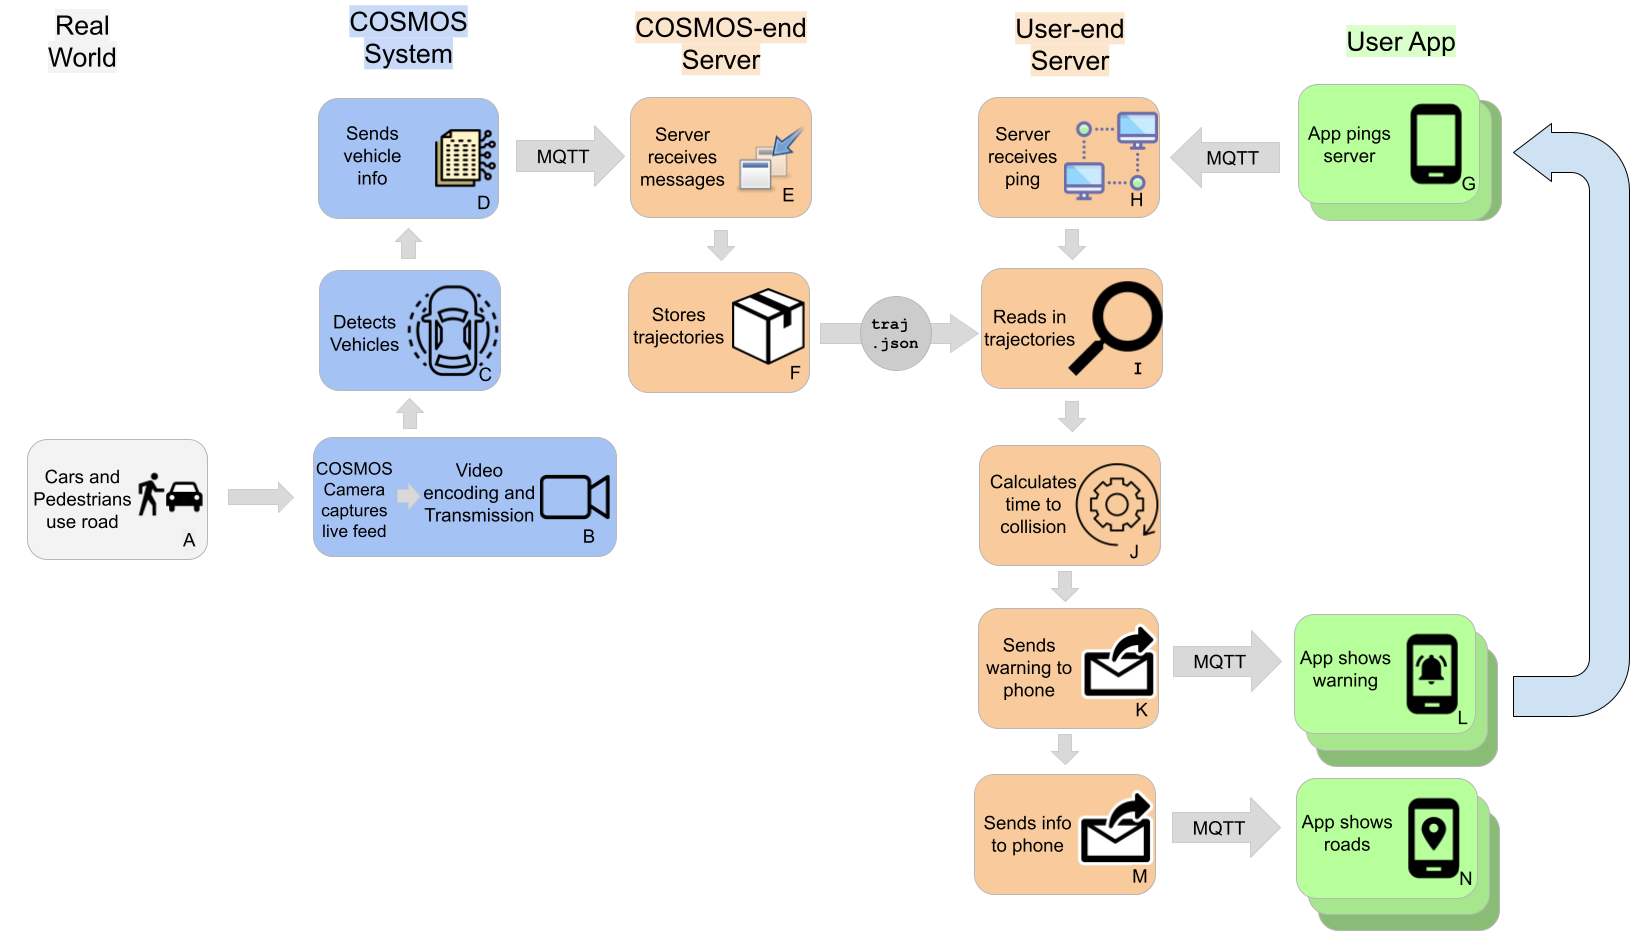 Real
World
COSMOS
System
COSMOS-end
Server
User-end
Server
User App
Sends
vehicle
info
D
MQTT
Server
receives
messages
E
Server
receives
ping
H
MQTT
App pings
server
G
Detects
Vehicles
C
Stores
trajectories
F
traj
.json
Reads in
trajectories
I
Cars and
Pedestrians
use road
A
COSMOS
Camera
captures
live feed
Video
encoding and
Transmission
B
Calculates
time to
collision
J
Sends
warning to
phone
K
MQTT
App shows
warning
L
Sends info
to phone
M
MQTT
App shows
roads
N